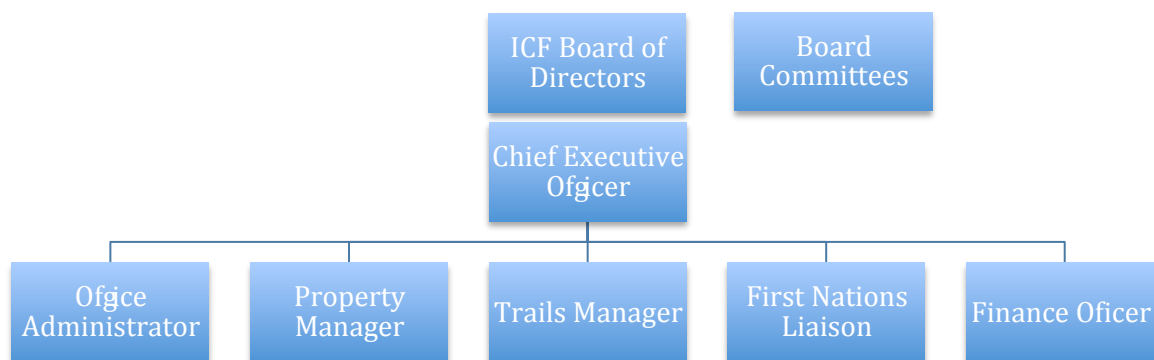 ICF Board of
Directors
Board
Committees
Chief Executive
Ofgicer
Ofgice
Administrator
Property
Manager
Trails Manager
First Nations
Liaison
Finance Oficer